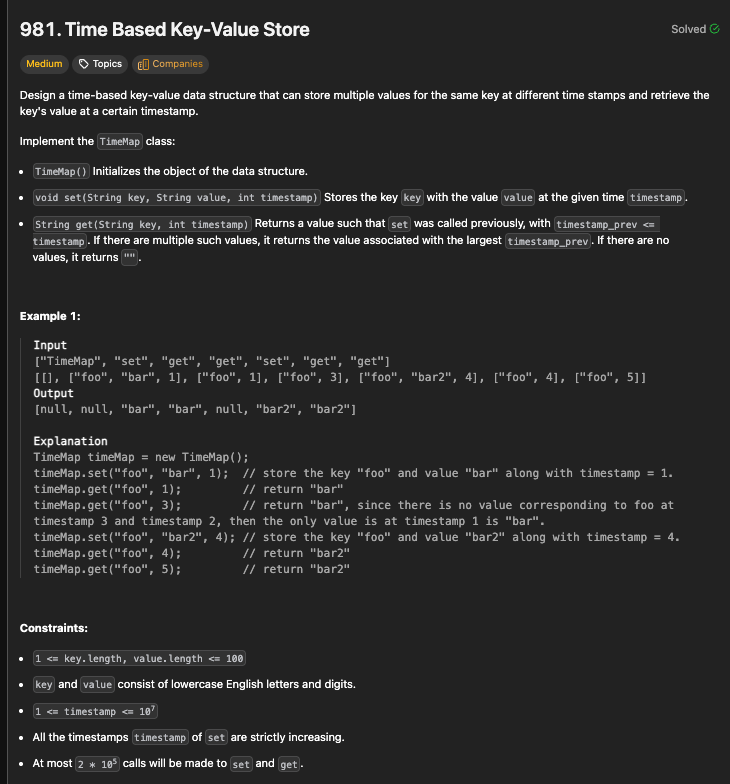 981. Time Based Key-Value Store
Solved
Medium
Topics
Companies
Design a time-based key-value data structure that can store multiple values for the same key at different time stamps and retrieve the
key's value at a certain timestamp.
Implement the TimeMap class:
• TimeMap() Initializes the object of the data structure.
• void set(String key, String value, int timestamp) Stores the key key with the value value at the given time timestamp.
• String get(String key, int timestamp) Returns a value such that set was called previously, with timestamp_prev <=
timestamp. If there are multiple such values, it returns the value associated with the largest timestamp_prev. If there are no
values, it returns "".
Example 1:
Input
["TimeMap", "set", "get", "get", "set", "get", "get"]
[[], ["foo", "bar", 1], ["foo", 1], ["foo", 3], ["foo", "bar2", 4], ["foo", 4], ["foo", 5]]
Output
[null, null, "bar", "bar", null, "bar2", "bar2"]
Explanation
TimeMap timeMap = new TimeMap();
timeMap.set("foo", "bar", 1);  // store the key "foo" and value "bar" along with timestamp = 1.
timeMap.get("foo", 1);         // return "bar"
timeMap.get("foo", 3);         // return "bar", since there is no value corresponding to foo at
timestamp 3 and timestamp 2, then the only value is at timestamp 1 is "bar".
timeMap.set("foo", "bar2", 4); // store the key "foo" and value "bar2" along with timestamp = 4.
timeMap.get("foo", 4);         // return "bar2"
timeMap.get("foo", 5);         // return "bar2"
Constraints:
• 1 <= key.length, value.length <= 100
• key and value consist of lowercase English letters and digits.
• 1 <= timestamp <= 10⁷
• All the timestamps timestamp of set are strictly increasing.
• At most 2 * 10⁵ calls will be made to set and get.